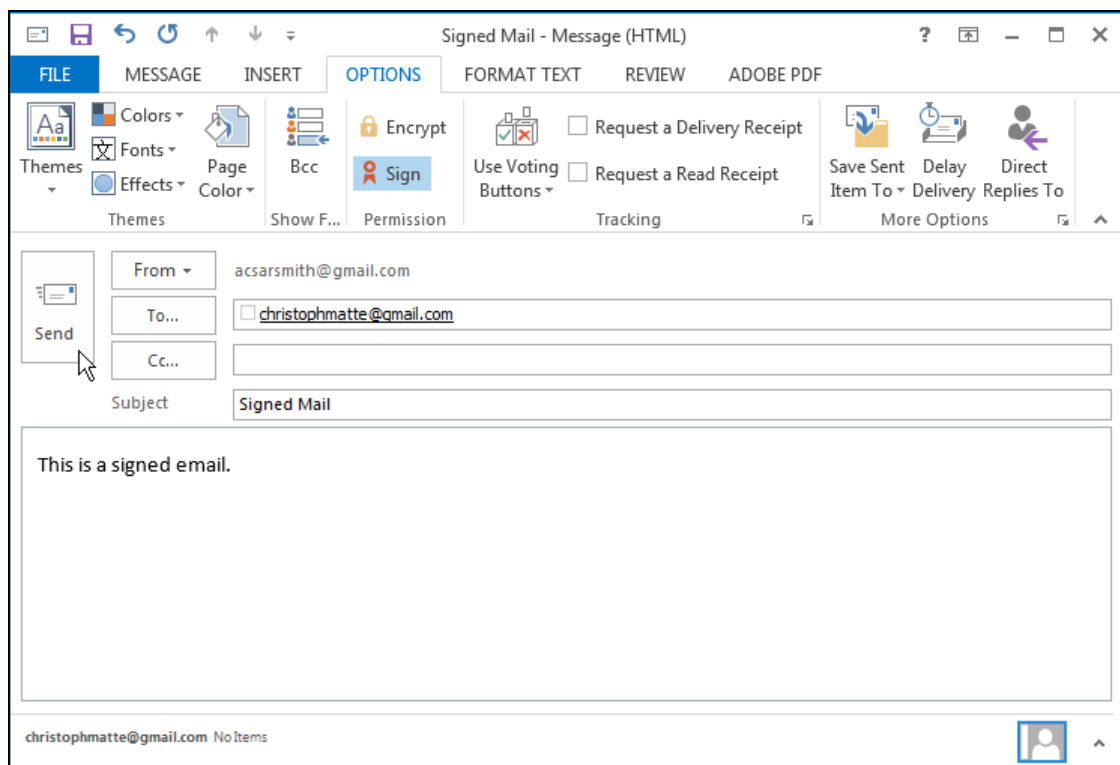 Signed Mail - Message (HTML)
?
FILE MESSAGE INSERT OPTIONS FORMAT TEXT REVIEW ADOBE PDF
Aa
Themes
Colors
文 Fonts
Effects
Page
Color
Themes
Bcc
Show F...
Encrypt
Sign
Permission
Use Voting
Buttons
Request a Delivery Receipt
Request a Read Receipt
Tracking
Save Sent
Item To
Delay
Delivery
Direct
Replies To
More Options
Send
From acsarsmith@gmail.com
To... christophmatte@gmail.com
Cc...
Subject Signed Mail
This is a signed email.
christophmatte@gmail.com No Items